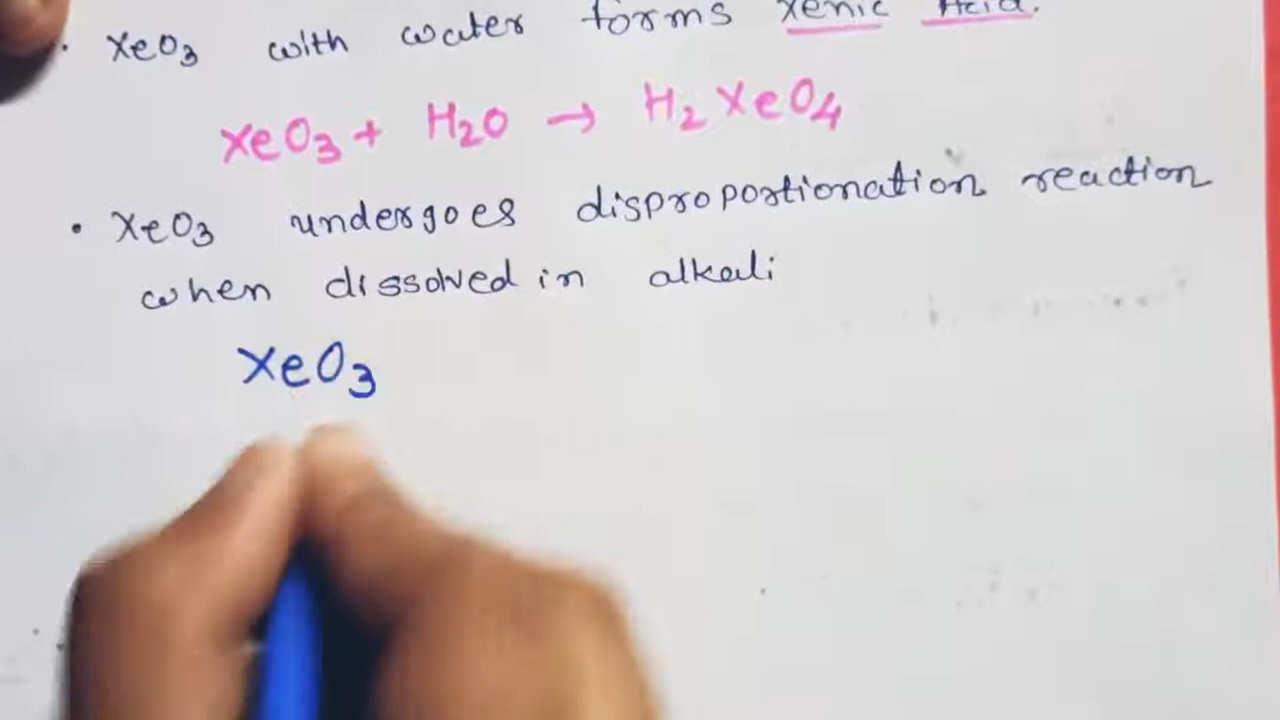 • XeO3 with water forms Xenic Acid.
XeO3 + H2O → H2XeO4
• XeO3 undergoes disproportionation reaction
when dissolved in alkali
XeO3